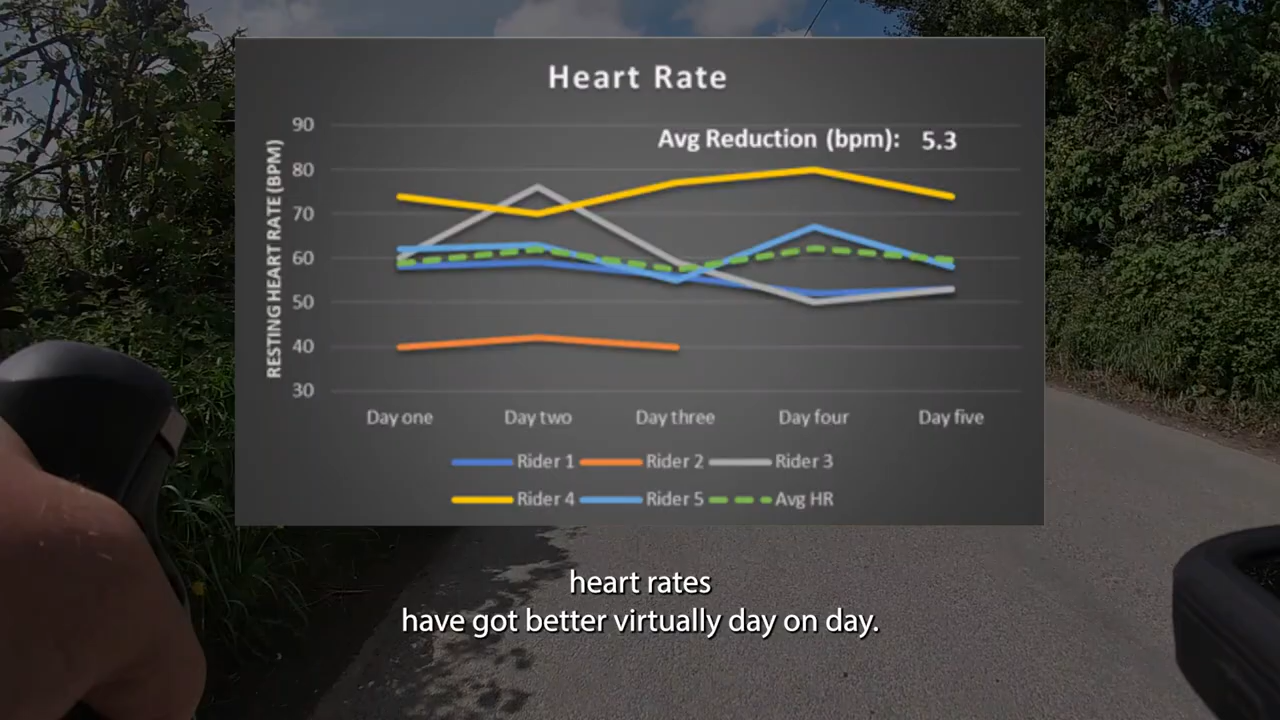 Heart Rate
Avg Reduction (bpm): 5.3
RESTING HEART RATE (BPM)
90
80
70
60
50
40
30
Day one Day two Day three Day four Day five
Rider 1 Rider 2 Rider 3
Rider 4 Rider 5 Avg HR
heart rates
have got better virtually day on day.